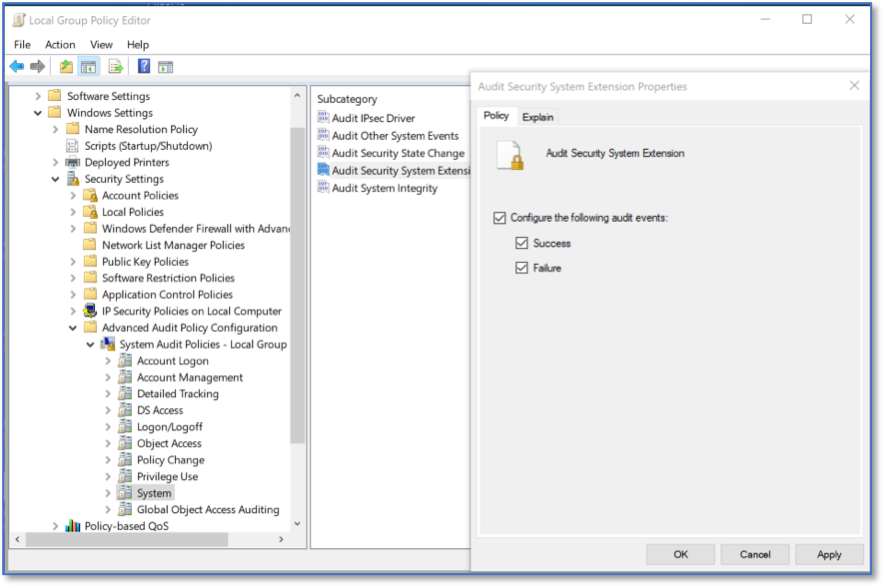 Local Group Policy Editor
File Action View Help
Software Settings
Windows Settings
Name Resolution Policy
Scripts (Startup/Shutdown)
Deployed Printers
Security Settings
Account Policies
Local Policies
Windows Defender Firewall with Advan
Network List Manager Policies
Public Key Policies
Software Restriction Policies
Application Control Policies
IP Security Policies on Local Computer
Advanced Audit Policy Configuration
System Audit Policies - Local Group
Account Logon
Account Management
Detailed Tracking
DS Access
Logon/Logoff
Object Access
Policy Change
Privilege Use
System
Global Object Access Auditing
Policy-based QoS
Subcategory
Audit IPsec Driver
Audit Other System Events
Audit Security State Change
Audit Security System Extensi
Audit System Integrity
Audit Security System Extension Properties
Policy Explain
Audit Security System Extension
Configure the following audit events:
Success
Failure
OK Cancel Apply